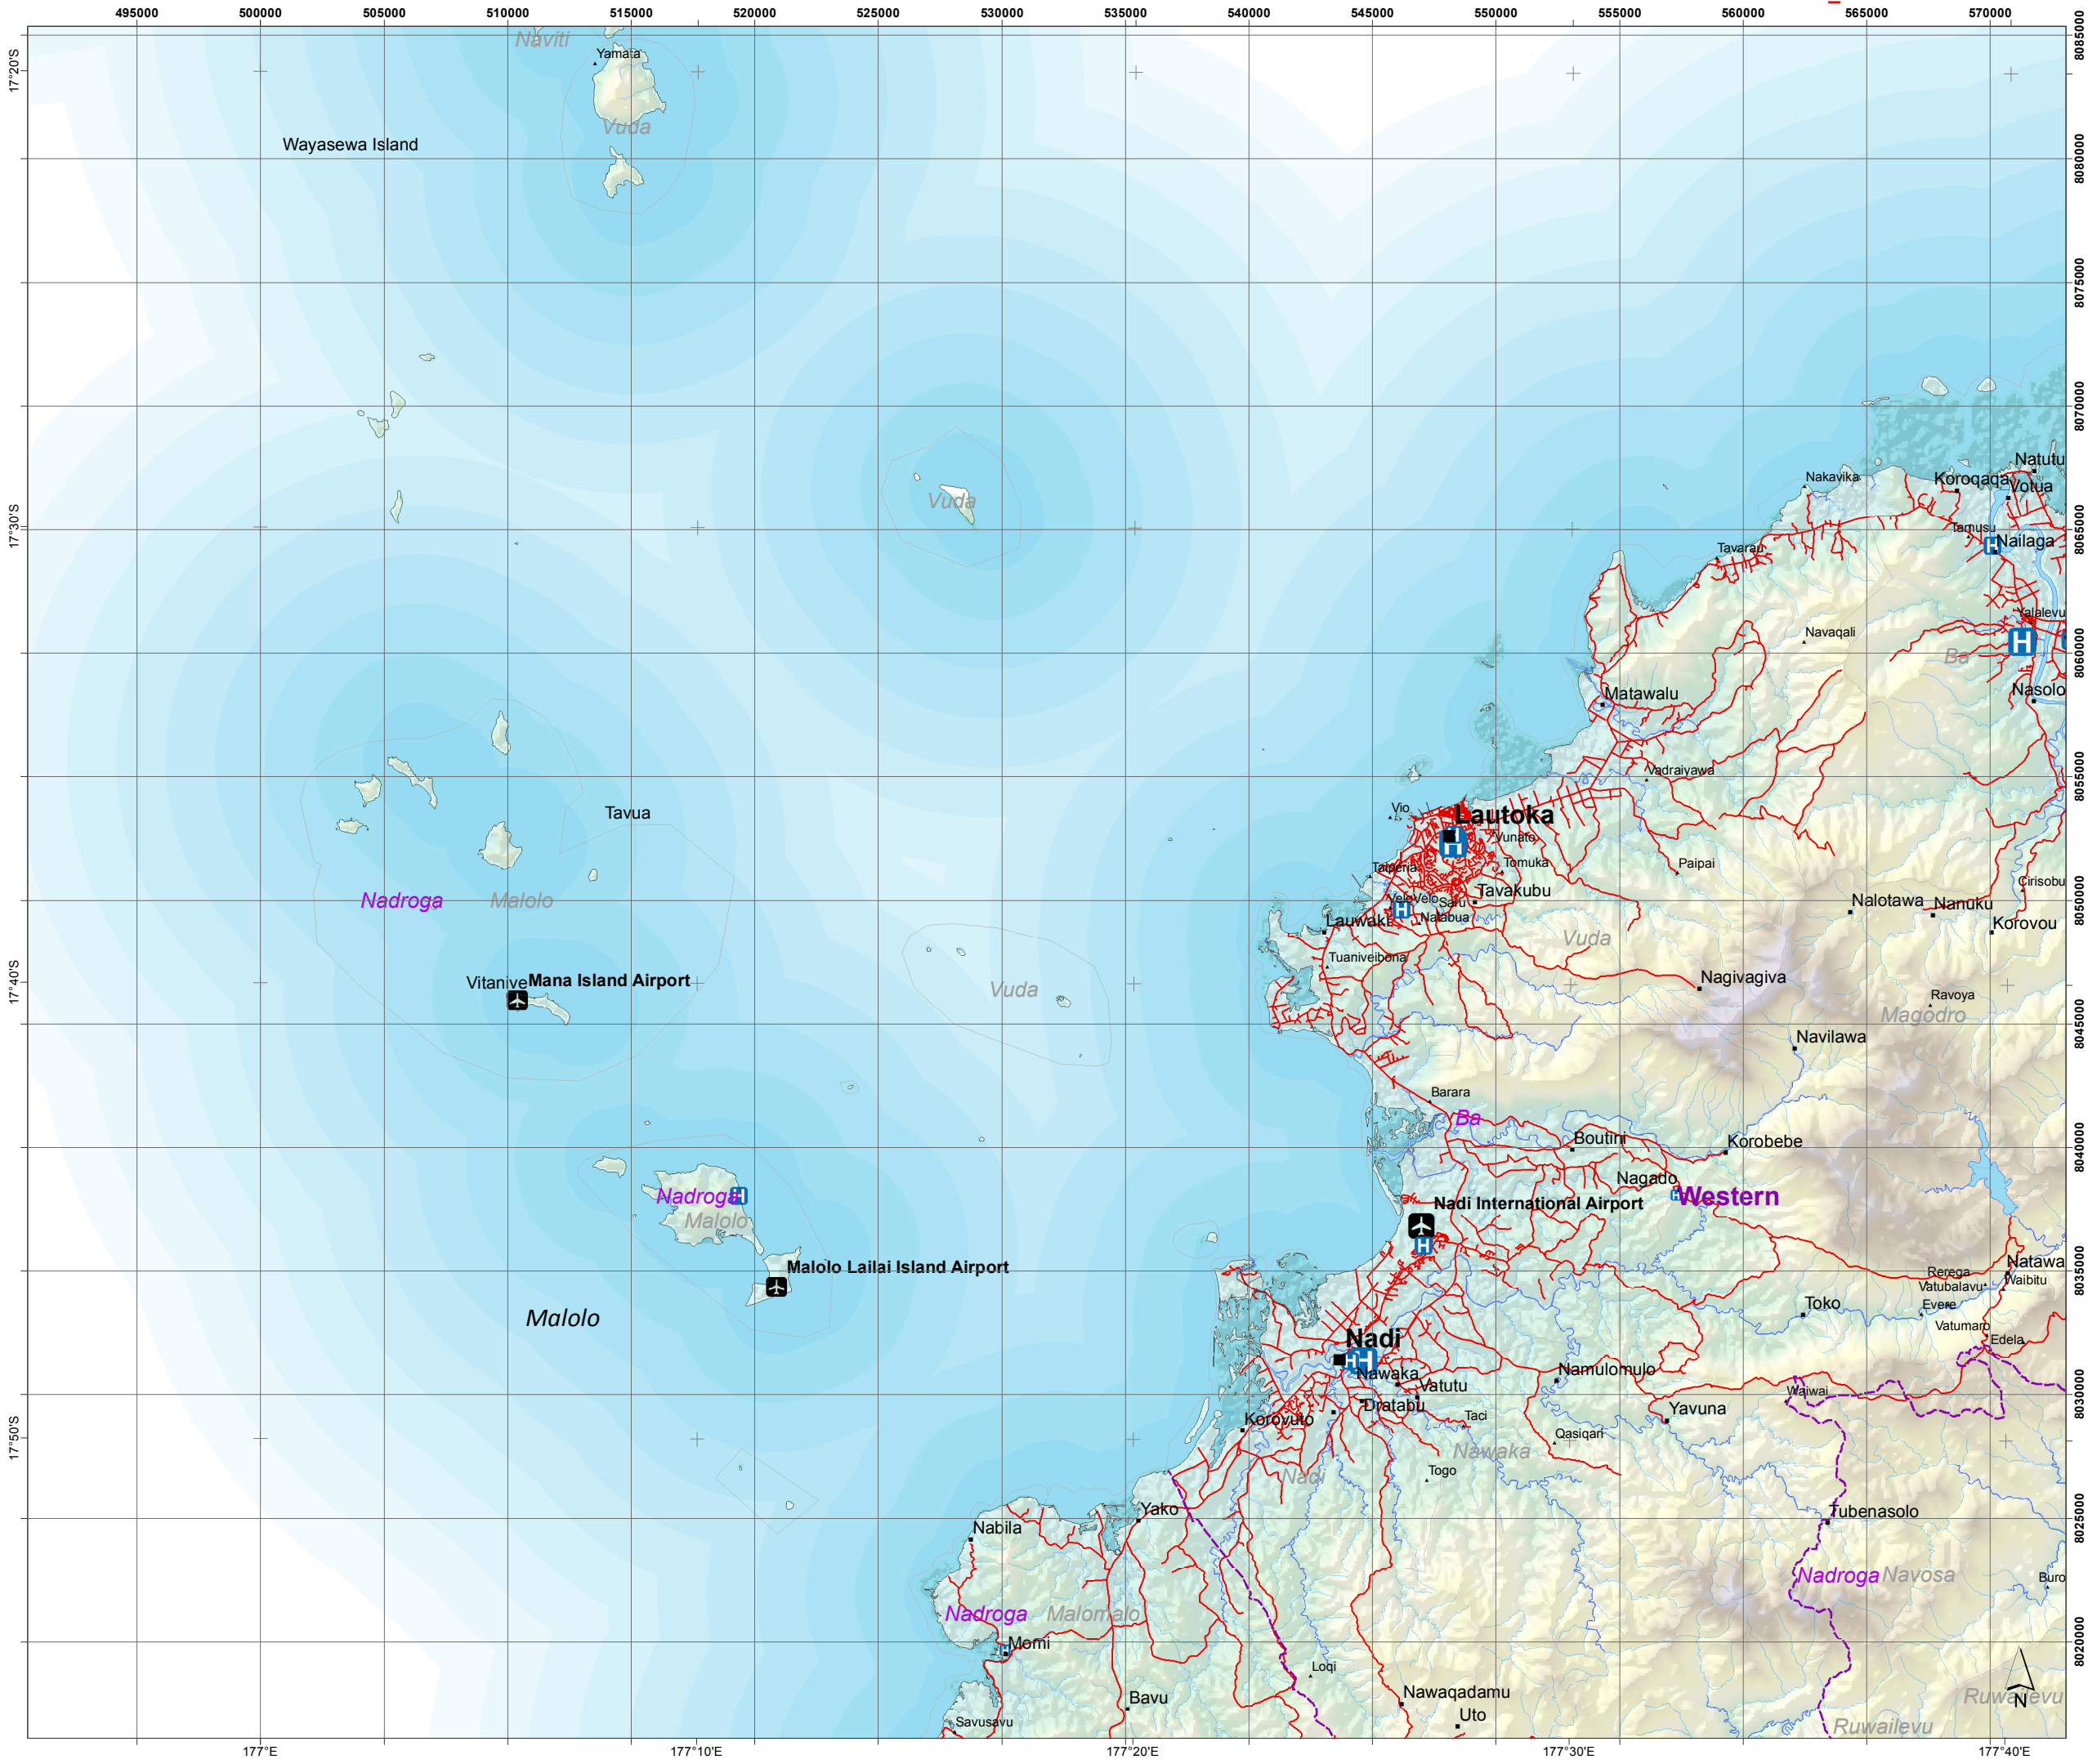 495000 500000 505000 510000 515000 520000 525000 530000 535000 540000 545000 550000 555000 560000 565000 570000
8085000
Naviti
Yamata
17°20'S
Vuda
Wayasewa Island
8080000
8075000
8070000
Natutu
Nakavika
Koroqaqa
Votua
Vuda
17°30'S
Tamusu
8065000
Nailaga
Tavarau
Yalalevu
Navaqali
Ba
8060000
H
Matawalu
Nasolo
Vadraiyawa
8055000
Vio
Lautoka
Tavua
H
Vunato
Tomuka
Paipai
Taiperia
Cirisobu
Tavakubu
Nadroga
Malolo
VeloVelo
Saru
Nalotawa
Nanuku
8050000
Lauwaki
Natabua
Korovou
Vuda
Tuaniveibona
Vitanive
Mana Island Airport
Nagivagiva
17°40'S
Vuda
Ravoya
Magodro
8045000
Navilawa
Barara
Ba
Boutini
Korobebe
8040000
Nagado
Nadroga
H
Western
Malolo
Nadi International Airport
H
Malolo Lailai Island Airport
Natawa
8035000
Rerega
Waibitu
Vatubalavu
Evere
Toko
Malolo
Vatumaro
Nadi
Edela
H
H
Nawaka
Namulomulo
Vatutu
Waiwai
8030000
Dratabu
Yavuna
Korovuto
Taci
Qasiqari
17°50'S
Nawaka
Nadi
Togo
Yako
Tubenasolo
8025000
Nabila
Nadroga
Navosa
Buro
Nadroga
Malomalo
Momi
8020000
Loqi
Nawaqadamu
Bavu
Ruwailevu
N
Uto
Savusavu
Ruwailevu
177°E 177°10'E 177°20'E 177°30'E 177°40'E